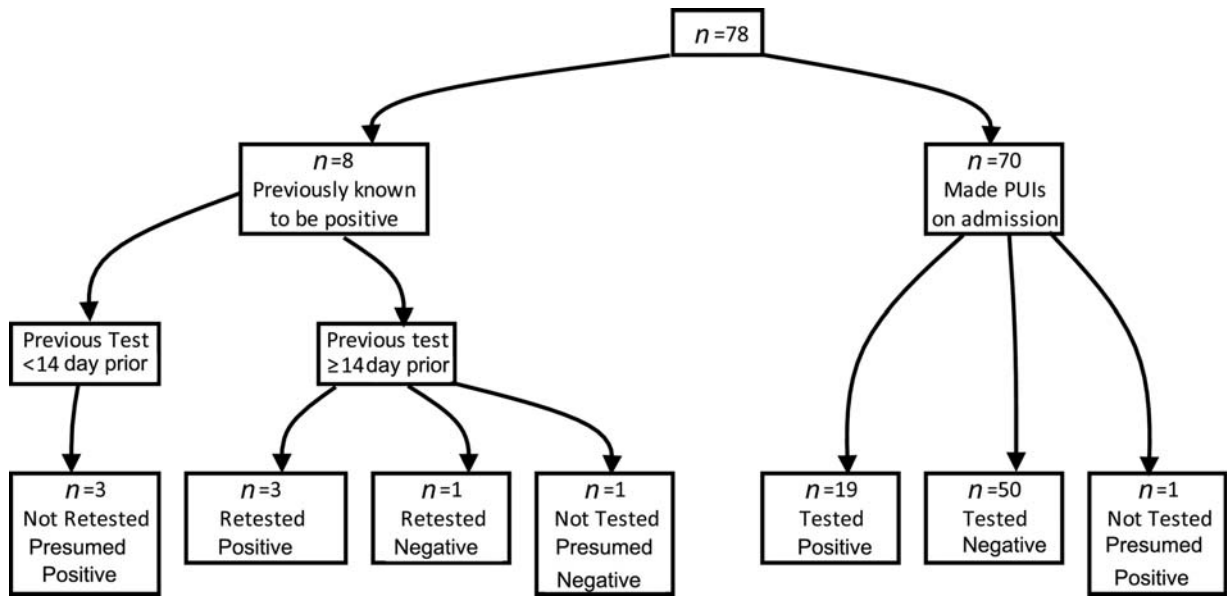 n=78
n=8
Previously known
to be positive
n=70
Made PUIs
on admission
Previous Test
<14 day prior
Previous test
≥14 day prior
n=3
Not Retested
Presumed
Positive
n=3
Retested
Positive
n=1
Retested
Negative
n=1
Not Tested
Presumed
Negative
n=19
Tested
Positive
n=50
Tested
Negative
n=1
Not Tested
Presumed
Positive